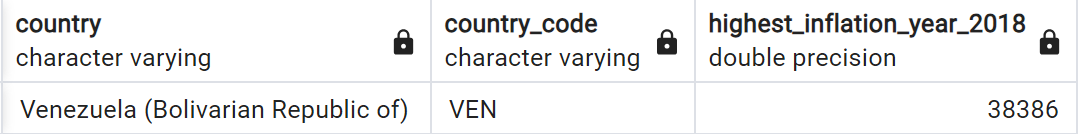 country country_code highest_inflation_year_2018
character varying character varying double precision
Venezuela (Bolivarian Republic of) VEN 38386